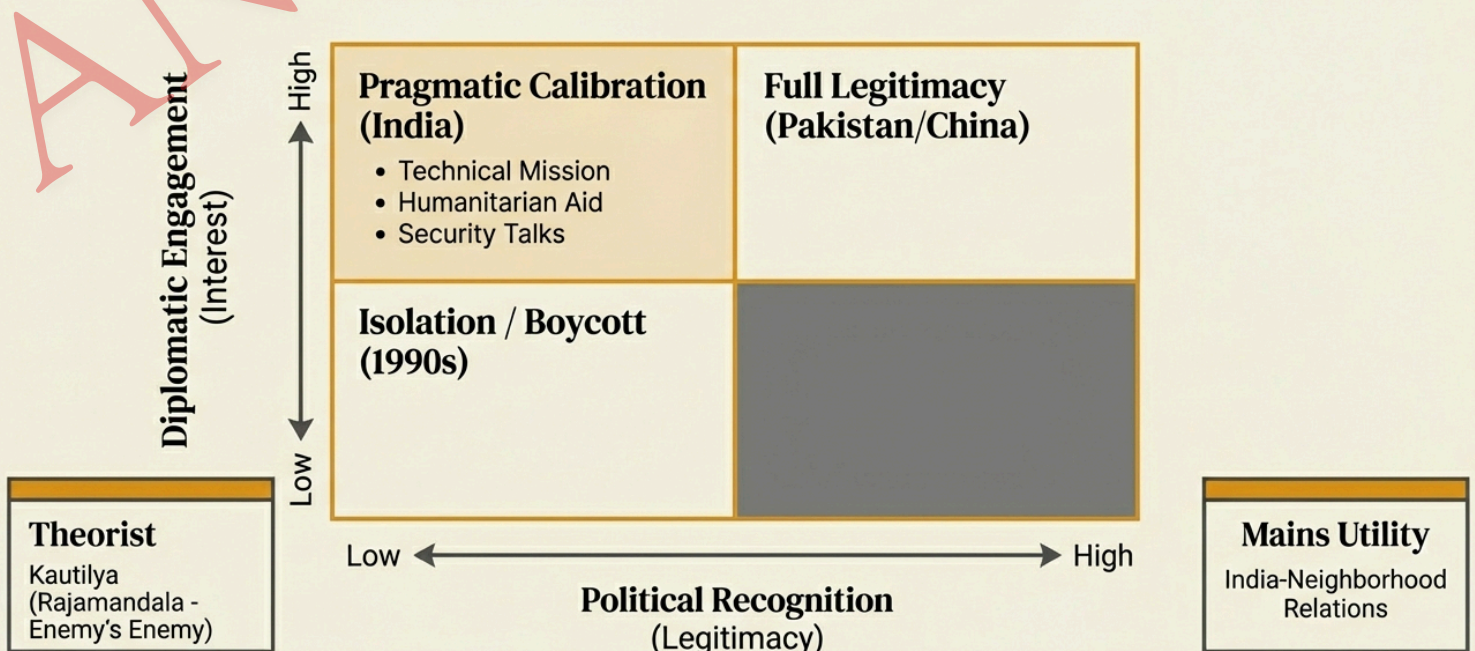 Diplomatic Engagement
(Interest)
High
Low
Pragmatic Calibration
(India)
• Technical Mission
• Humanitarian Aid
• Security Talks
Full Legitimacy
(Pakistan/China)
Isolation / Boycott
(1990s)
Low
High
Political Recognition
(Legitimacy)
Theorist
Kautilya
(Rajamandala -
Enemy's Enemy)
Mains Utility
India-Neighborhood
Relations